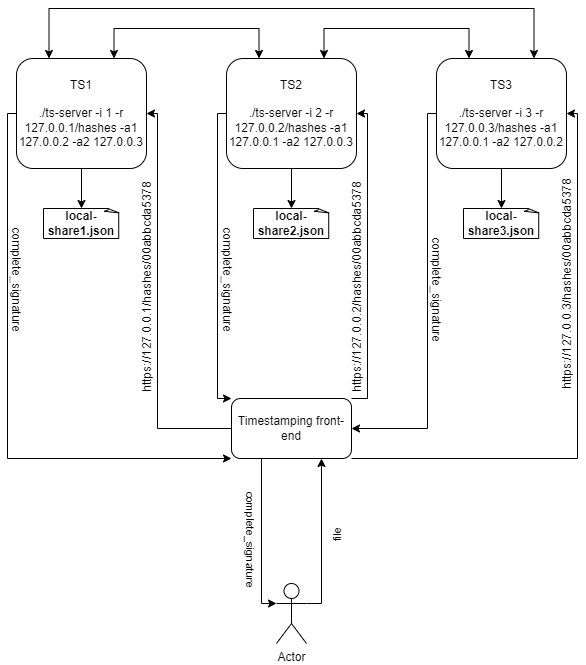 TS1
./ts-server -i 1 -r
127.0.0.1/hashes -a1
127.0.0.2 -a2 127.0.0.3
TS2
./ts-server -i 2 -r
127.0.0.2/hashes -a1
127.0.0.1 -a2 127.0.0.3
TS3
./ts-server -i 3 -r
127.0.0.3/hashes -a1
127.0.0.1 -a2 127.0.0.2
local-
share1.json
local-
share2.json
local-
share3.json
complete_signature
https://127.0.0.1/hashes/00abbcda5378
complete_signature
https://127.0.0.2/hashes/00abbcda5378
complete_signature
https://127.0.0.3/hashes/00abbcda5378
Timestamping front-
end
complete_signature
file
Actor